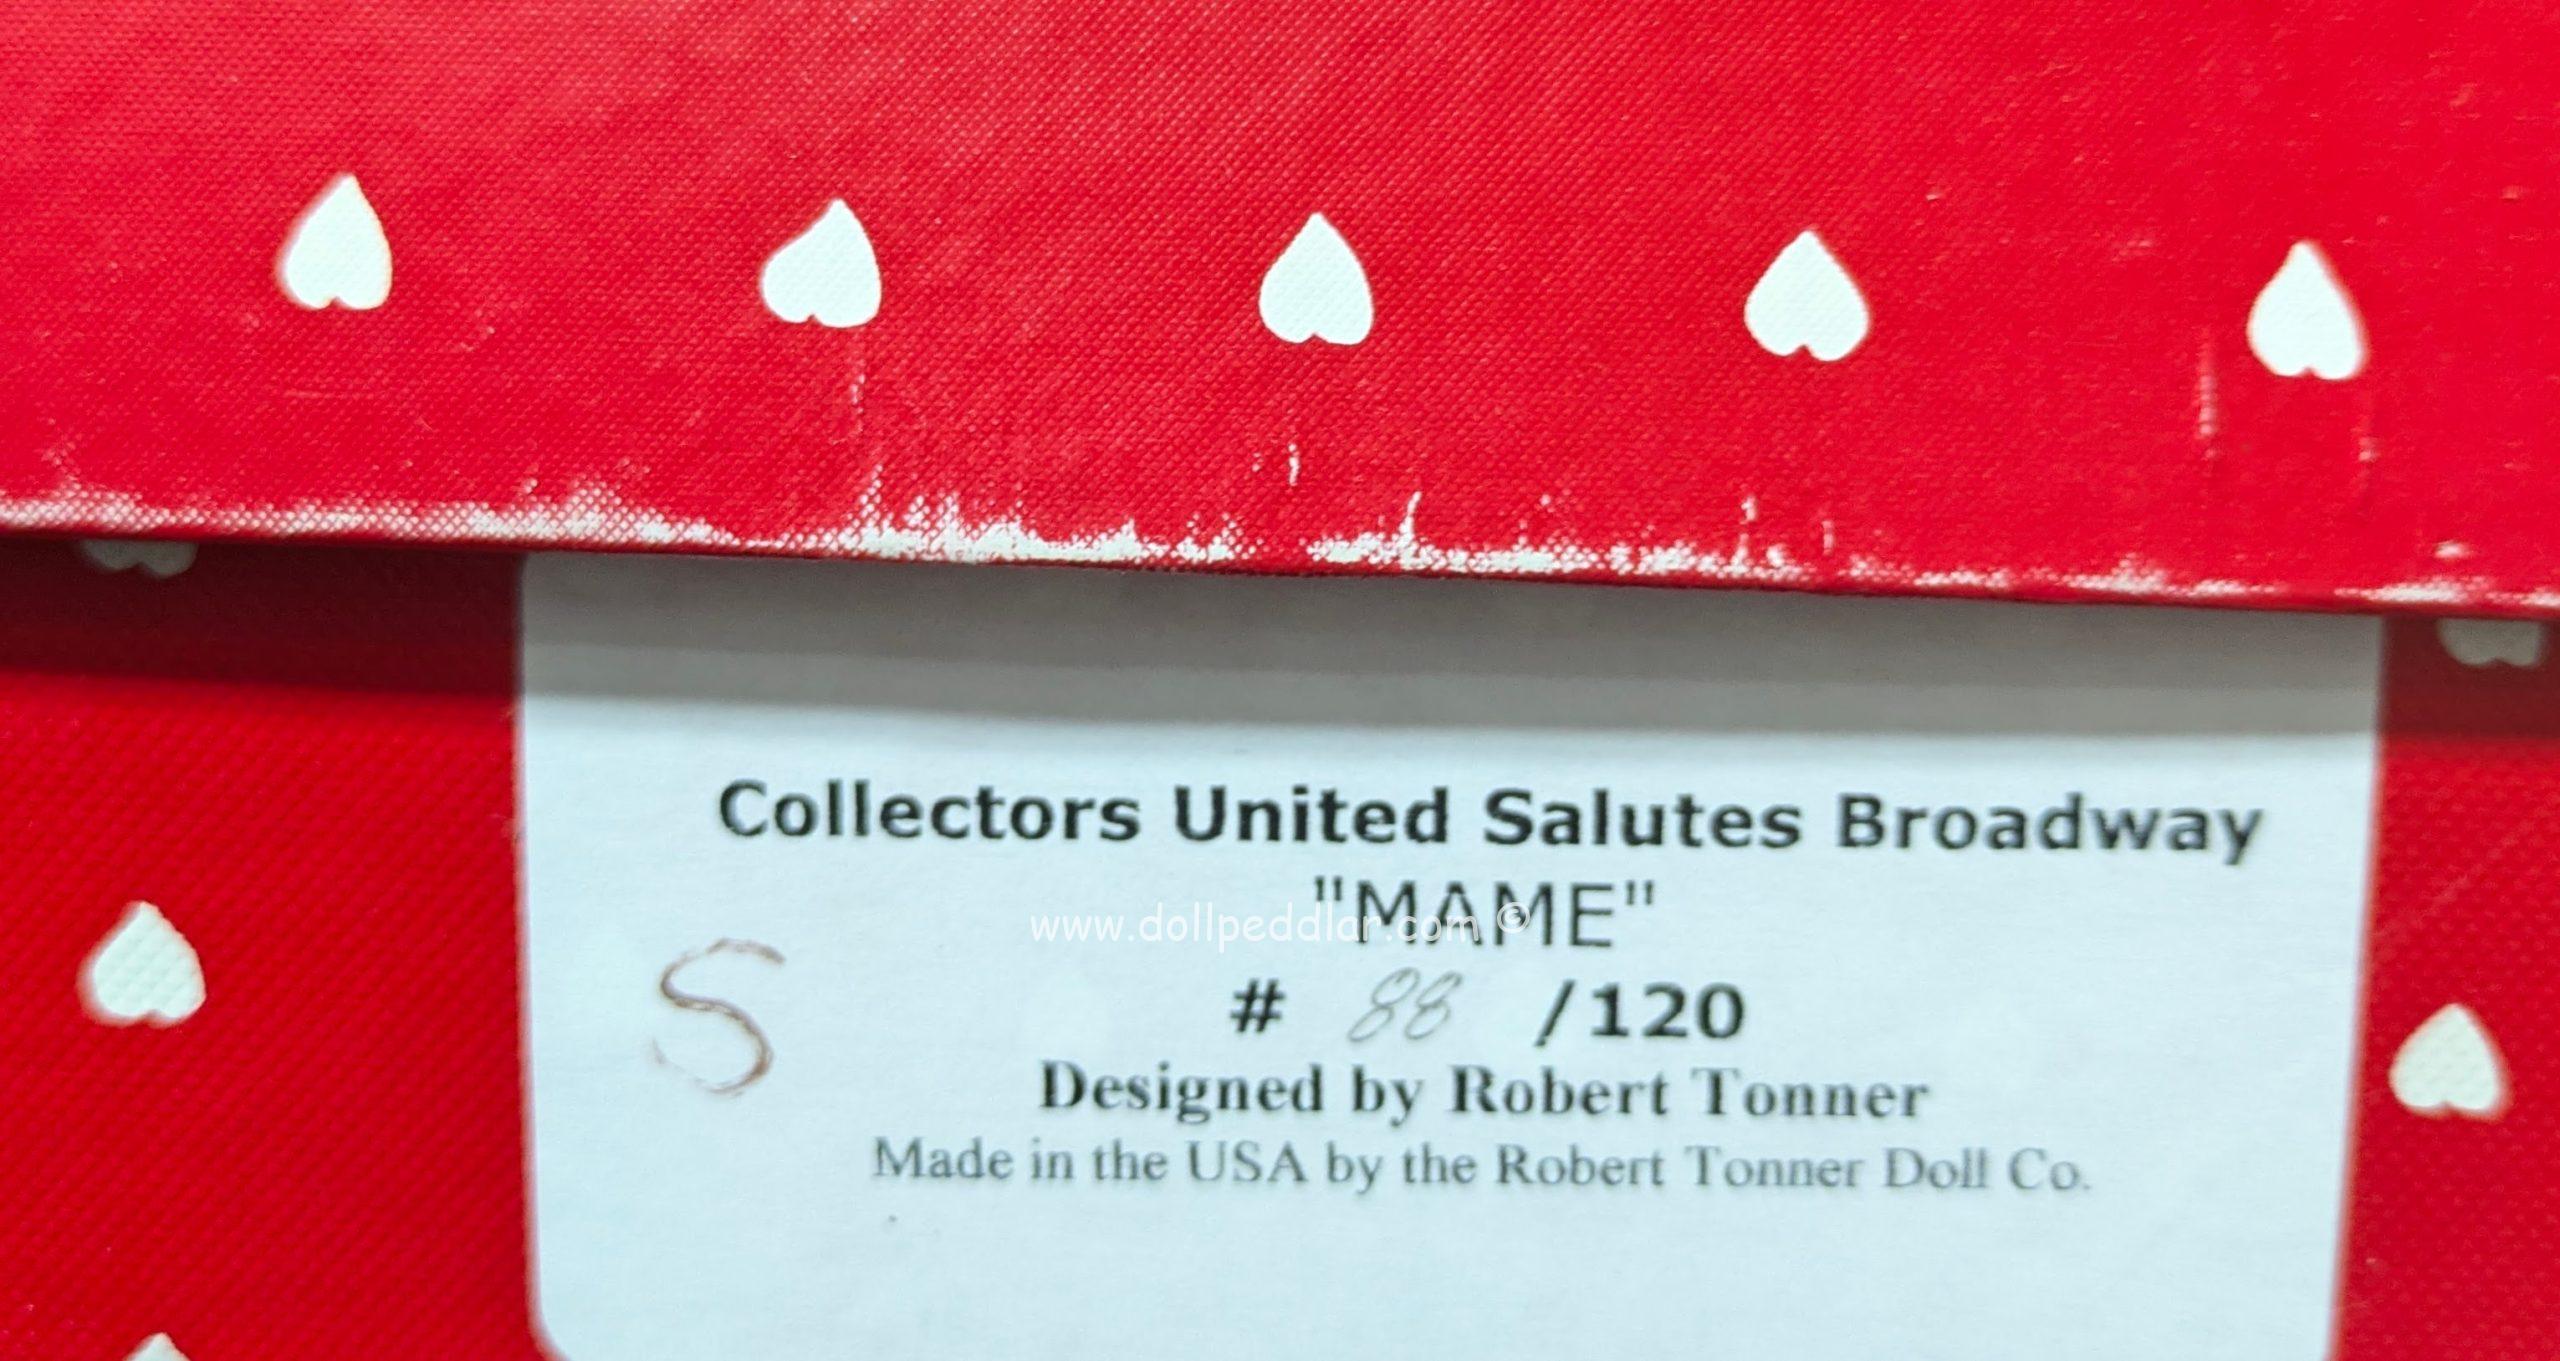 Collectors United Salutes Broadway
"MAME"
www.dollpeddlar.com ©
S
# 88 /120
Designed by Robert Tonner
Made in the USA by the Robert Tonner Doll Co.